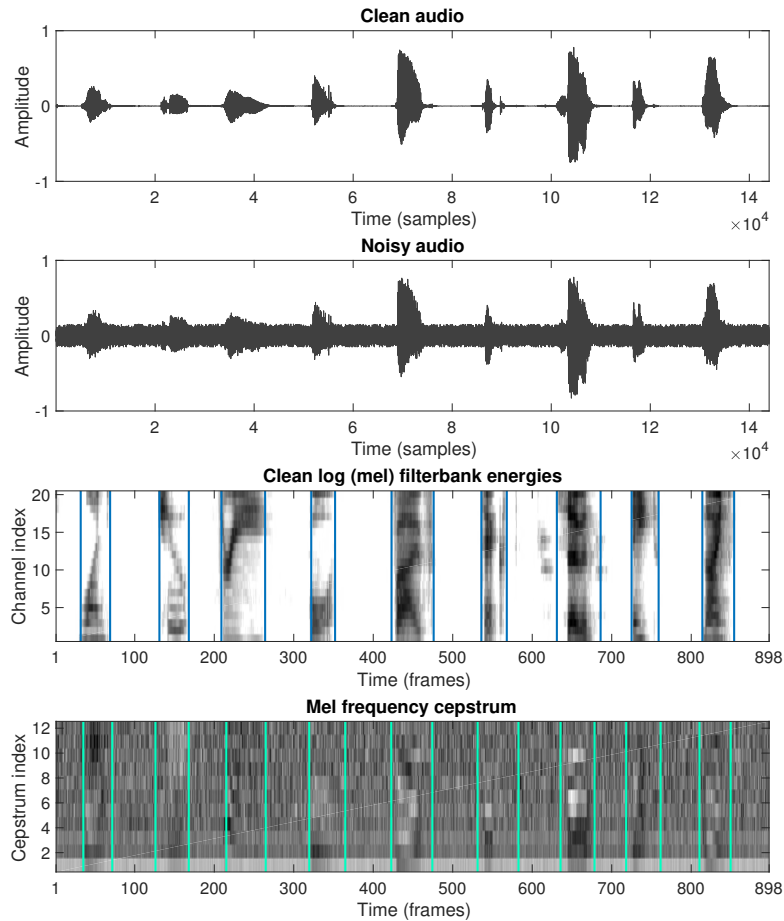 Clean audio
1
0
-1
Amplitude
2 4 6 8 10 12 14
Time (samples)
×10^4
Noisy audio
1
0
-1
Amplitude
2 4 6 8 10 12 14
Time (samples)
×10^4
Clean log (mel) filterbank energies
20
15
10
5
Channel index
1 100 200 300 400 500 600 700 800 898
Time (frames)
Mel frequency cepstrum
12
10
8
6
4
2
Cepstrum index
1 100 200 300 400 500 600 700 800 898
Time (frames)